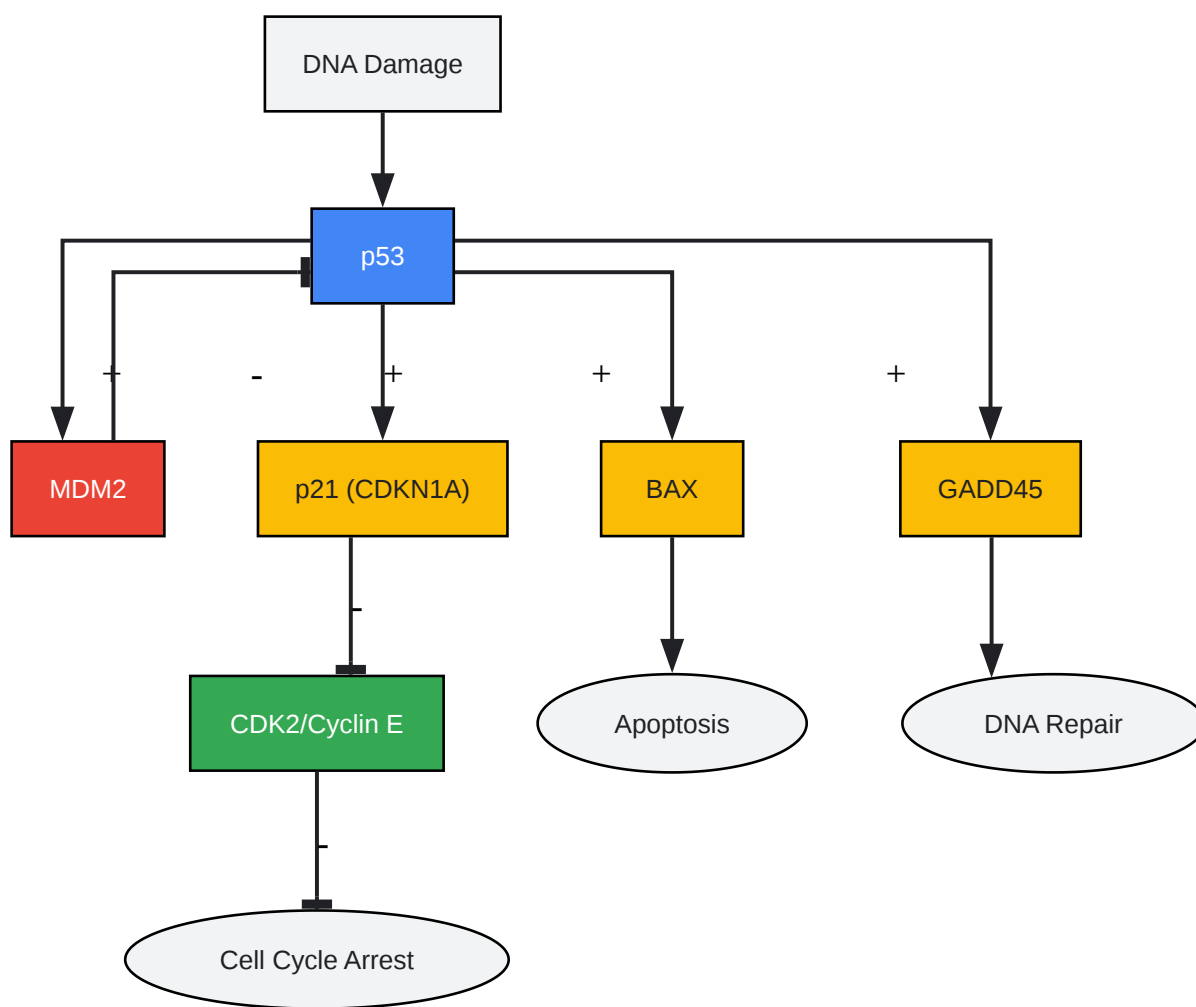 DNA Damage
p53
+ - + + +
MDM2 p21 (CDKN1A) BAX GADD45
-
CDK2/Cyclin E Apoptosis DNA Repair
-
Cell Cycle Arrest